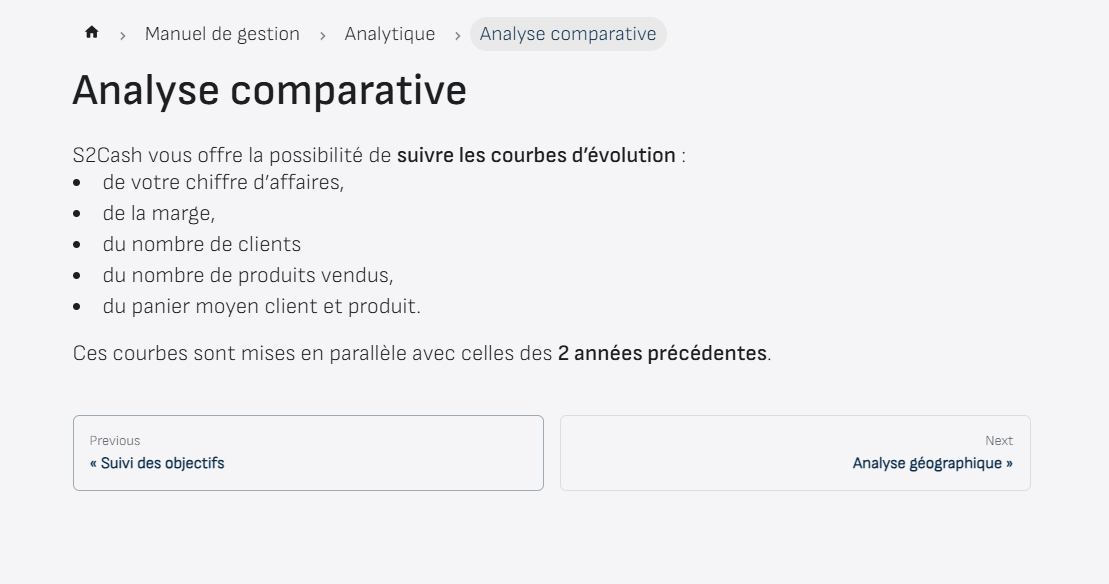 Manuel de gestion › Analytique › Analyse comparative
Analyse comparative
S2Cash vous offre la possibilité de suivre les courbes d’évolution :
• de votre chiffre d’affaires,
• de la marge,
• du nombre de clients
• du nombre de produits vendus,
• du panier moyen client et produit.
Ces courbes sont mises en parallèle avec celles des 2 années précédentes.
Previous
« Suivi des objectifs
Next
Analyse géographique »